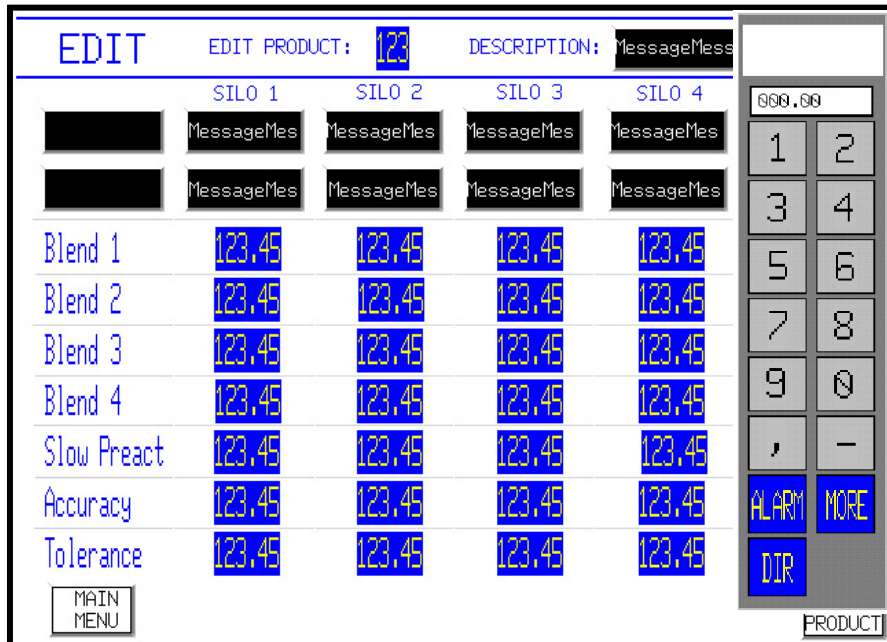 EDIT EDIT PRODUCT: 123 DESCRIPTION: MessageMess
SILO 1 SILO 2 SILO 3 SILO 4
MessageMes MessageMes MessageMes MessageMes
MessageMes MessageMes MessageMes MessageMes
Blend 1 123.45 123.45 123.45 123.45
Blend 2 123.45 123.45 123.45 123.45
Blend 3 123.45 123.45 123.45 123.45
Blend 4 123.45 123.45 123.45 123.45
Slow Preact 123.45 123.45 123.45 123.45
Accuracy 123.45 123.45 123.45 123.45
Tolerance 123.45 123.45 123.45 123.45
MAIN
MENU
000.00
1 2
3 4
5 6
7 8
9 0
, -
ALARM MORE
DIR
PRODUCT